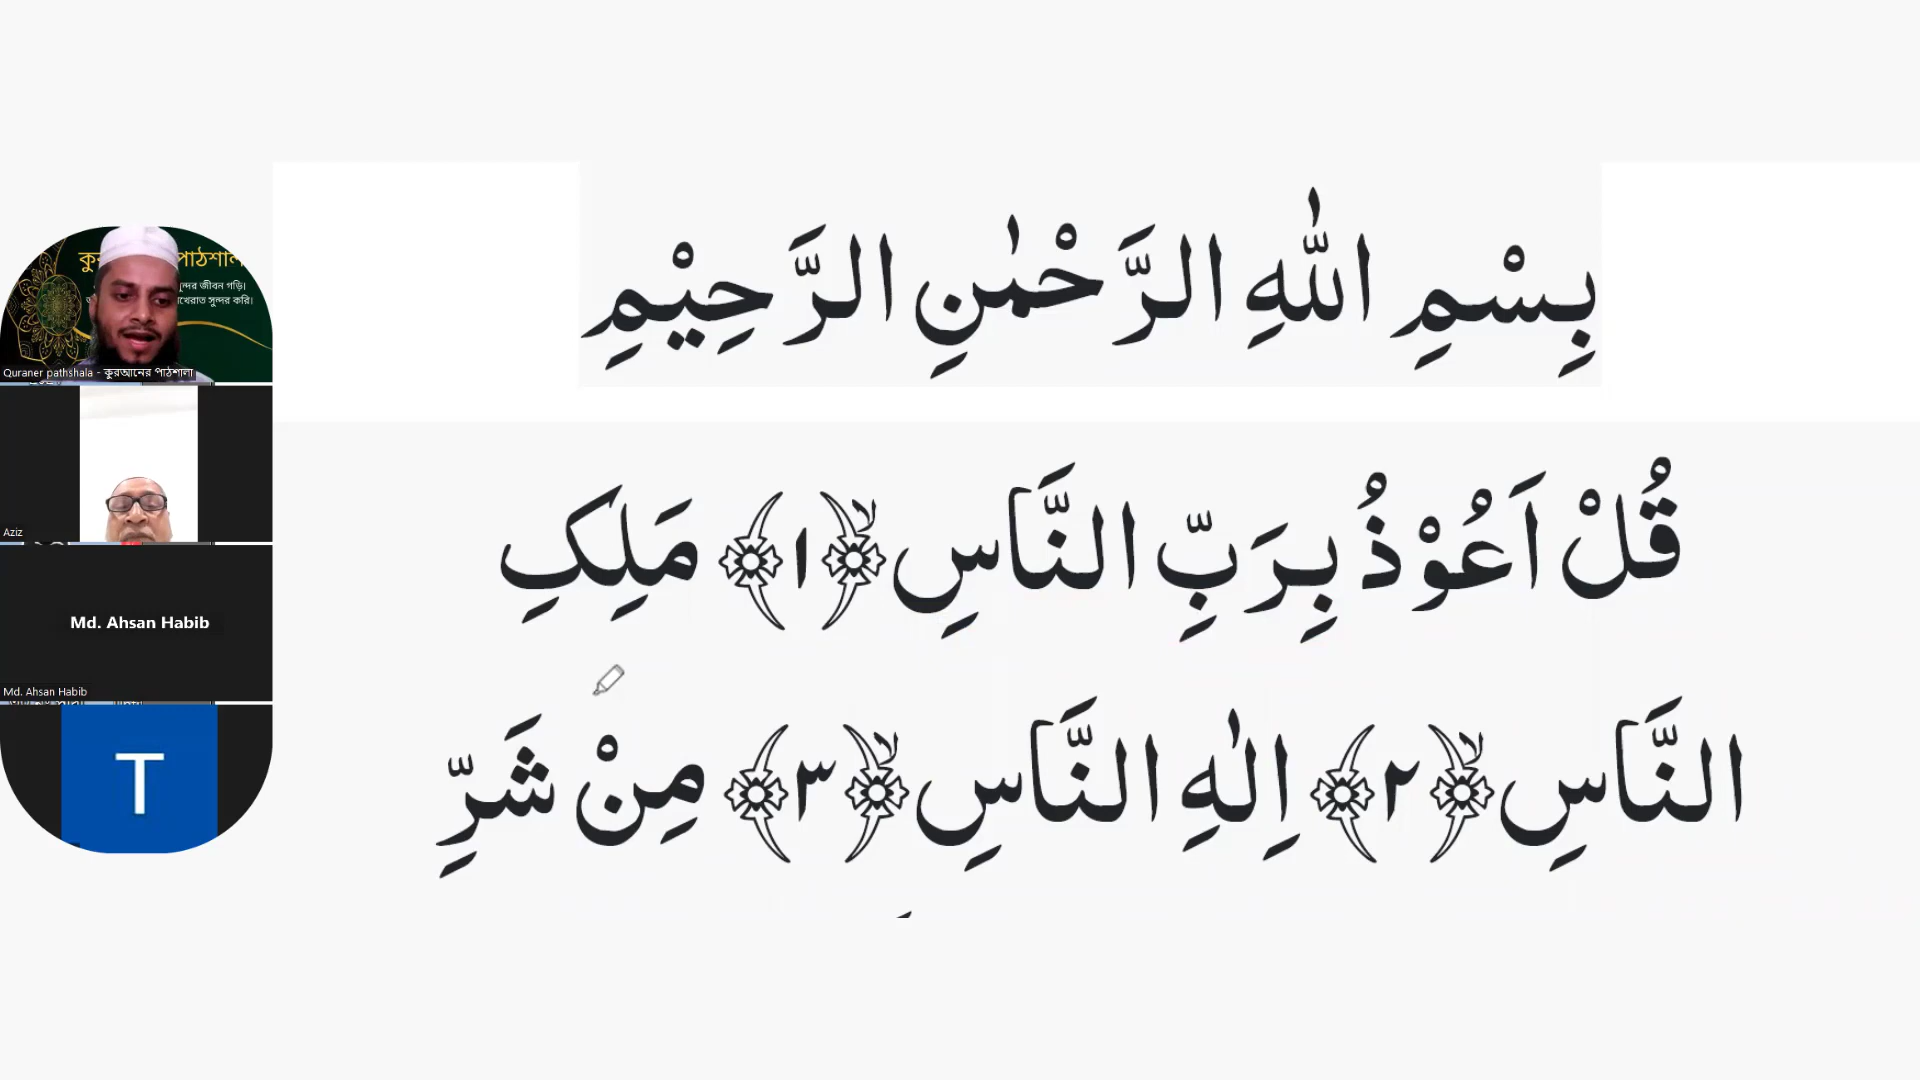 بِسْمِ اللّٰهِ الرَّحْمٰنِ الرَّحِيْمِ
قُلْ اَعُوْذُ بِرَبِّ النَّاسِ ۙ﴿١﴾ مَلِكِ
النَّاسِ ۙ﴿٢﴾ اِلٰهِ النَّاسِ ۙ﴿٣﴾ مِنْ شَرِّ
Quraner pathshala - কুরআনের পাঠশালা
Aziz
Md. Ahsan Habib
Md. Ahsan Habib
T